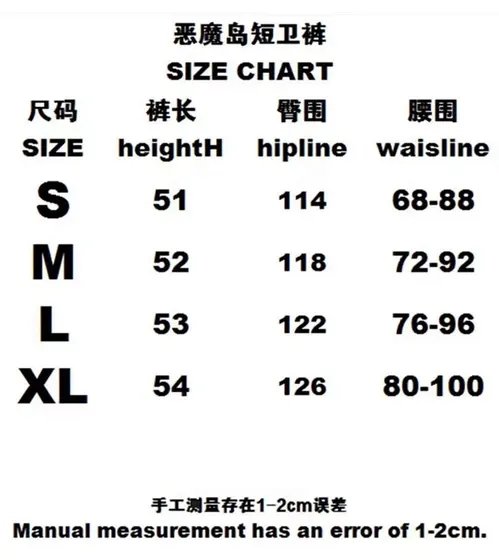 恶魔岛短卫裤
SIZE CHART
尺码 裤长 臀围 腰围
SIZE heightH hipline waisline
S 51 114 68-88
M 52 118 72-92
L 53 122 76-96
XL 54 126 80-100
手工测量存在1-2cm误差
Manual measurement has an error of 1-2cm.